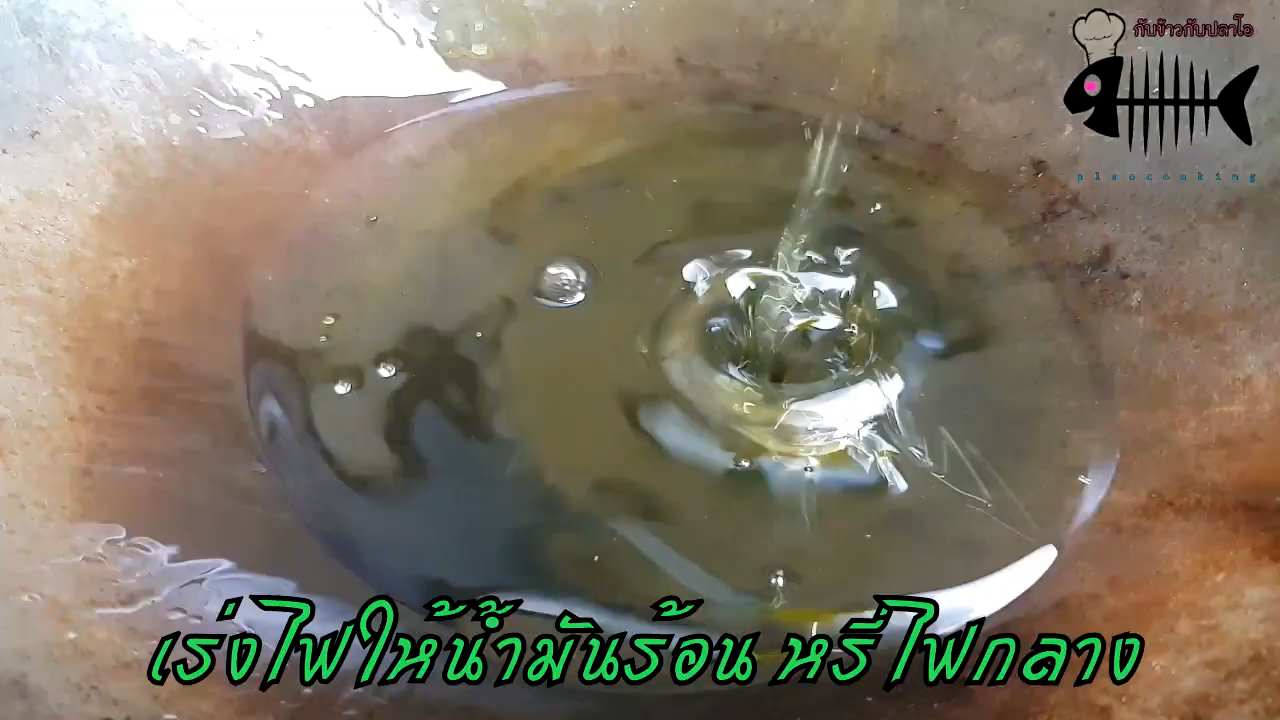 กับข้าวกับปลาโอ
plaocooking
เร่งไฟให้น้ำมันร้อน หรี่ไฟกลาง